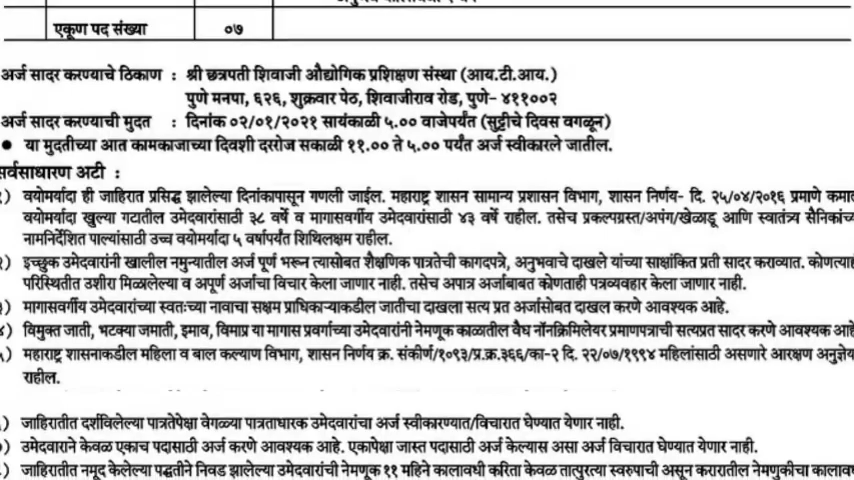 एकूण पद संख्या ०७
अर्ज सादर करण्याचे ठिकाण : श्री छत्रपती शिवाजी औद्योगिक प्रशिक्षण संस्था (आय.टी.आय.)
पुणे मनपा, ६२६, शुक्रवार पेठ, शिवाजीराव रोड, पुणे- ४११००२
अर्ज सादर करण्याची मुदत : दिनांक ०२/०१/२०२१ सायंकाळी ५.०० वाजेपर्यंत (सुट्टीचे दिवस वगळून)
● या मुदतीच्या आत कामकाजाच्या दिवशी दररोज सकाळी ११.०० ते ५.०० पर्यंत अर्ज स्वीकारले जातील.
सर्वसाधारण अटी :
१) वयोमर्यादा ही जाहिरात प्रसिद्ध झालेल्या दिनांकापासून गणली जाईल. महाराष्ट्र शासन सामान्य प्रशासन विभाग, शासन निर्णय- दि. २५/०४/२०१६ प्रमाणे
वयोमर्यादा खुल्या गटातील उमेदवारांसाठी ३८ वर्षे व मागासवर्गीय उमेदवारांसाठी ४३ वर्षे राहील. तसेच प्रकल्पग्रस्त/अपंग/खेळाडू आणि स्वातंत्र्य सैनिकांच्या
नामनिर्देशित पाल्यांसाठी उच्च वयोमर्यादा ५ वर्षापर्यंत शिथिलक्षम राहील.
२) इच्छुक उमेदवारांनी खालील नमुन्यातील अर्ज पूर्ण भरून त्यासोबत शैक्षणिक पात्रतेची कागदपत्रे, अनुभवाचे दाखले यांच्या साक्षांकित प्रती सादर कराव्यात.
परिस्थितीत उशीरा मिळालेल्या व अपूर्ण अर्जाचा विचार केला जाणार नाही. तसेच अपात्र अर्जाबाबत कोणताही पत्रव्यवहार केला जाणार नाही.
३) मागासवर्गीय उमेदवारांच्या स्वतःच्या नावाचा सक्षम प्राधिकाऱ्याकडील जातीचा दाखला सत्य प्रत अर्जासोबत दाखल करणे आवश्यक आहे.
४) विमुक्त जाती, भटक्या जमाती, इमाव, विमाप्र या मागास प्रवर्गाच्या उमेदवारांनी नेमणूक काळातील वैध नॉनक्रिमिलेयर प्रमाणपत्राची सत्यप्रत सादर करणे आवश्यक आहे
५) महाराष्ट्र शासनाकडील महिला व बाल कल्याण विभाग, शासन निर्णय क्र. संकीर्ण/१०९३/प्र.क्र.३६६/का-२ दि. २२/०७/१९९४ महिलांसाठी असणारे आरक्षण अनुज्ञेय
राहील.
) जाहिरातीत दर्शविलेल्या पात्रतेपेक्षा वेगळ्या पात्रताधारक उमेदवारांचा अर्ज स्वीकारण्यात/विचारात घेण्यात येणार नाही.
) उमेदवाराने केवळ एकाच पदासाठी अर्ज करणे आवश्यक आहे. एकापेक्षा जास्त पदासाठी अर्ज केल्यास असा अर्ज विचारात घेण्यात येणार नाही.
) जाहिरातीत नमूद केलेल्या पद्धतीने निवड झालेल्या उमेदवारांची नेमणूक ११ महिने कालावधी करिता केवळ तात्पुरत्या स्वरुपाची असून करारातील नेमणुकीचा